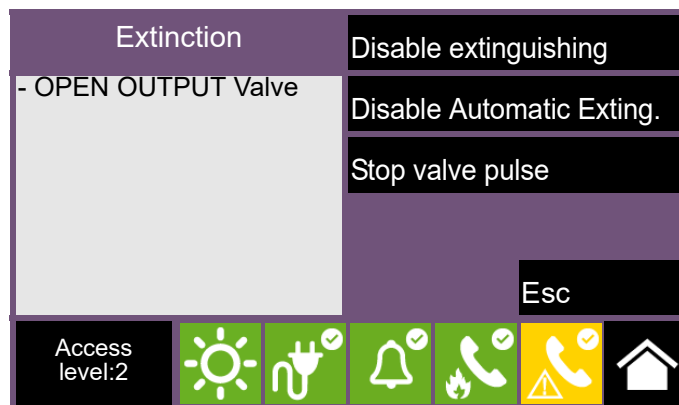 Extinction
Disable extinguishing
- OPEN OUTPUT Valve
Disable Automatic Exting.
Stop valve pulse
Esc
Access
level:2